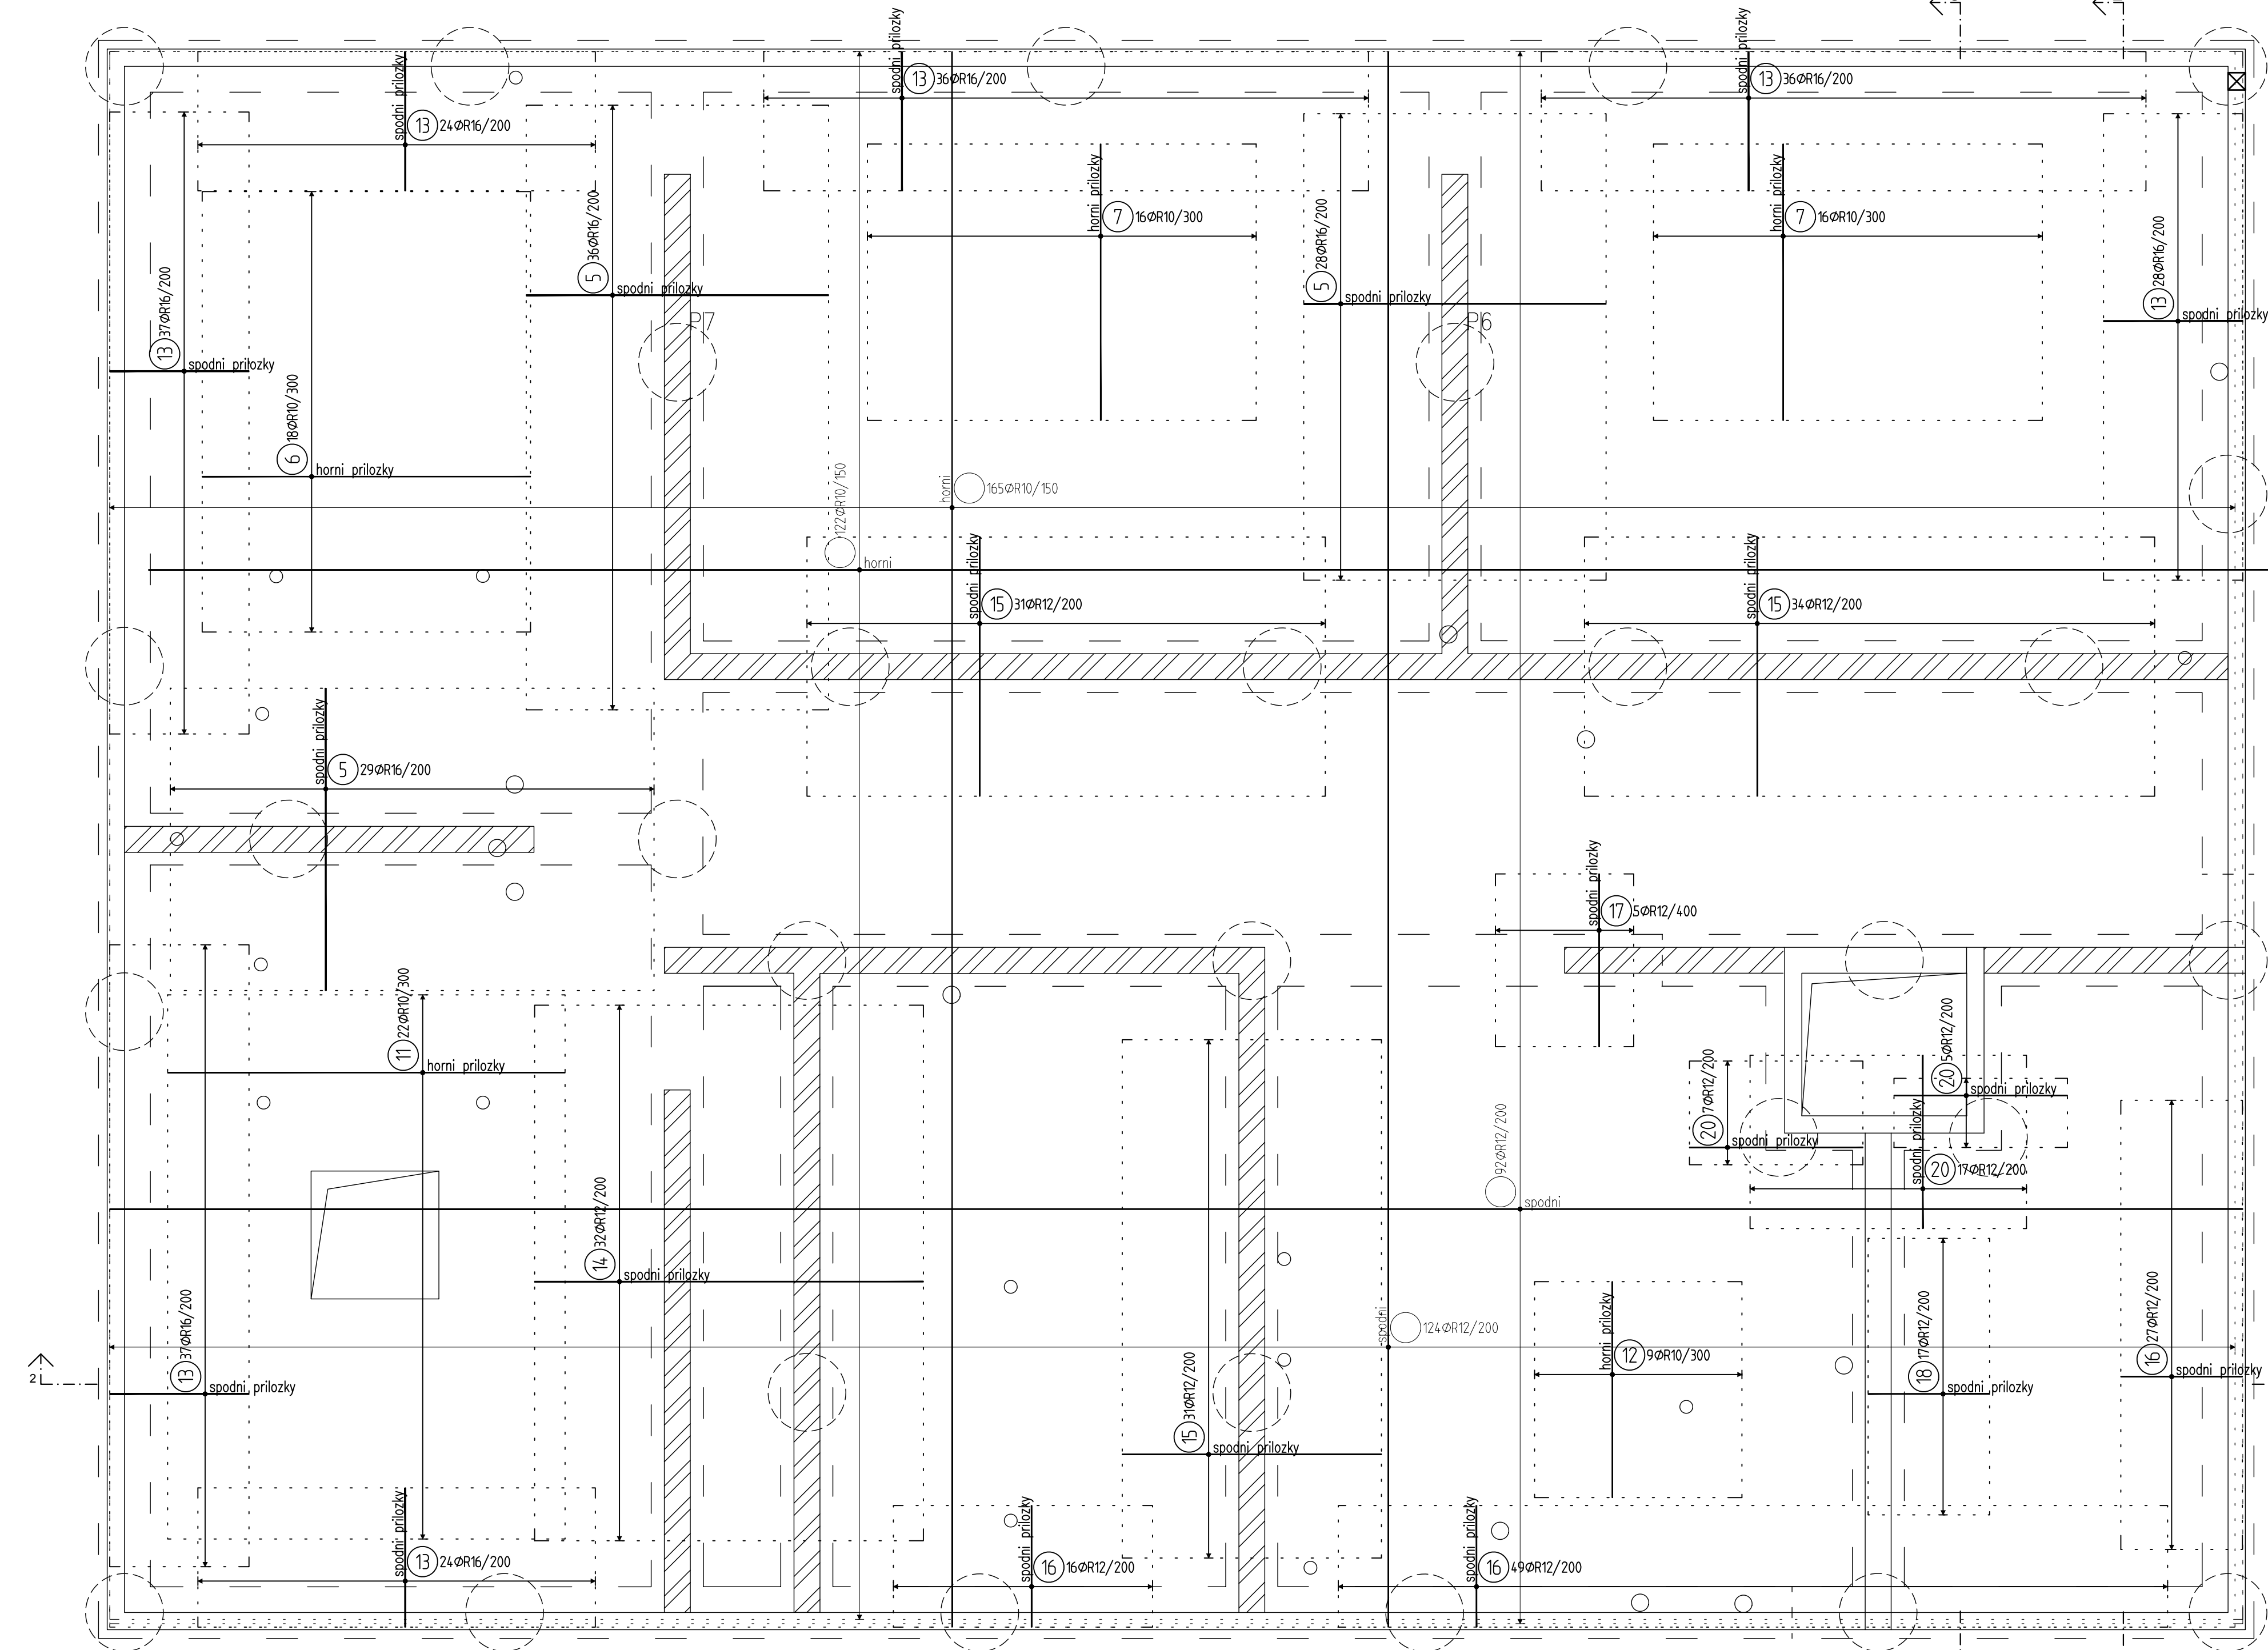 spodni prilozky
13 24ØR16/200
spodni prilozky
13 36ØR16/200
spodni prilozky
13 36ØR16/200
13 37ØR16/200
spodni prilozky
5 36ØR16/200
spodni prilozky
horni prilozky
7 16ØR10/300
5 28ØR16/200
spodni prilozky
horni prilozky
7 16ØR10/300
13 28ØR16/200
spodni prilozky
PI7
PI6
6 18ØR10/300
horni prilozky
122ØR10/150
horni
horni
165ØR10/150
spodni prilozky
15 31ØR12/200
spodni prilozky
15 34ØR12/200
spodni prilozky
5 29ØR16/200
spodni prilozky
17 5ØR12/400
11 22ØR10/300
horni prilozky
20 7ØR12/200
spodni prilozky
20 5ØR12/200
spodni prilozky
spodni prilozky
20 17ØR12/200
92ØR12/200
spodni
14 32ØR12/200
spodni prilozky
spodni
124ØR12/200
horni prilozky
12 9ØR10/300
18 17ØR12/200
spodni prilozky
16 27ØR12/200
spodni prilozky
2
13 37ØR16/200
spodni prilozky
15 31ØR12/200
spodni prilozky
spodni prilozky
13 24ØR16/200
spodni prilozky
16 16ØR12/200
spodni prilozky
16 49ØR12/200